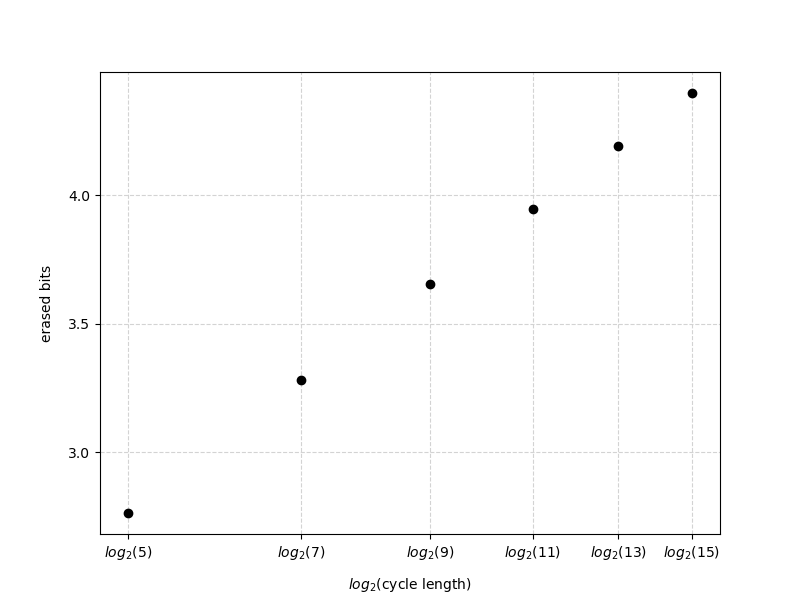 4.0
erased bits
3.5
3.0
log₂(5) log₂(7) log₂(9) log₂(11) log₂(13) log₂(15)
log₂(cycle length)